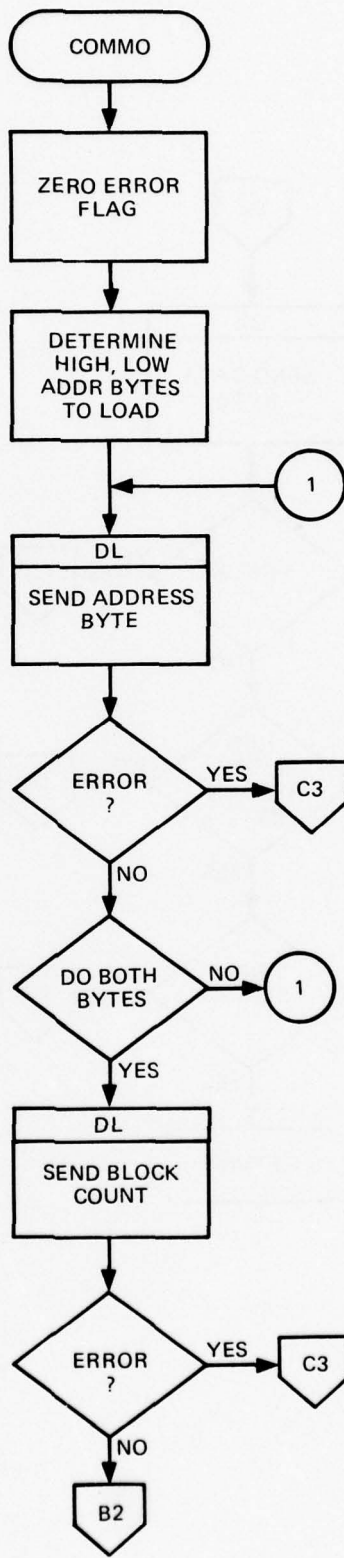 COMMO
ZERO ERROR
FLAG
DETERMINE
HIGH, LOW
ADDR BYTES
TO LOAD
1
DL
SEND ADDRESS
BYTE
ERROR
?
YES
C3
NO
DO BOTH
BYTES
NO
1
YES
DL
SEND BLOCK
COUNT
ERROR
?
YES
C3
NO
B2